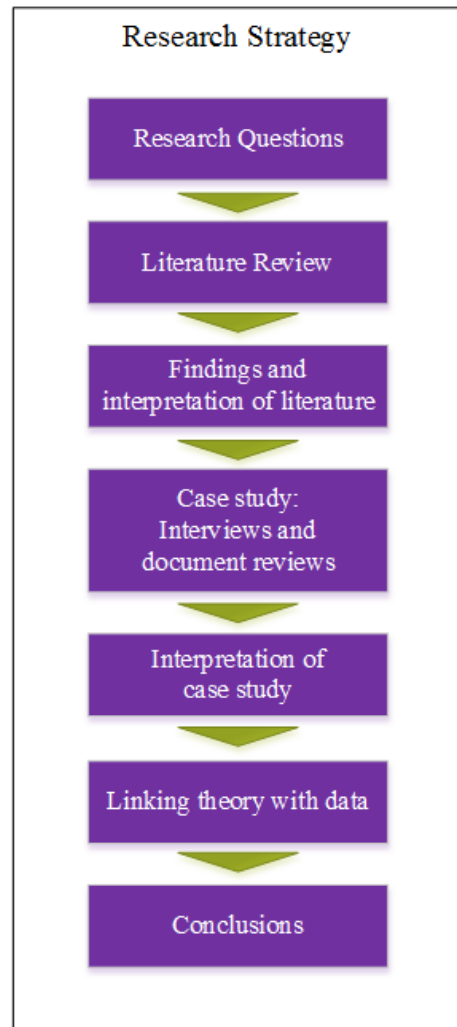 Research Strategy
Research Questions
Literature Review
Findings and
interpretation of literature
Case study:
Interviews and
document reviews
Interpretation of
case study
Linking theory with data
Conclusions